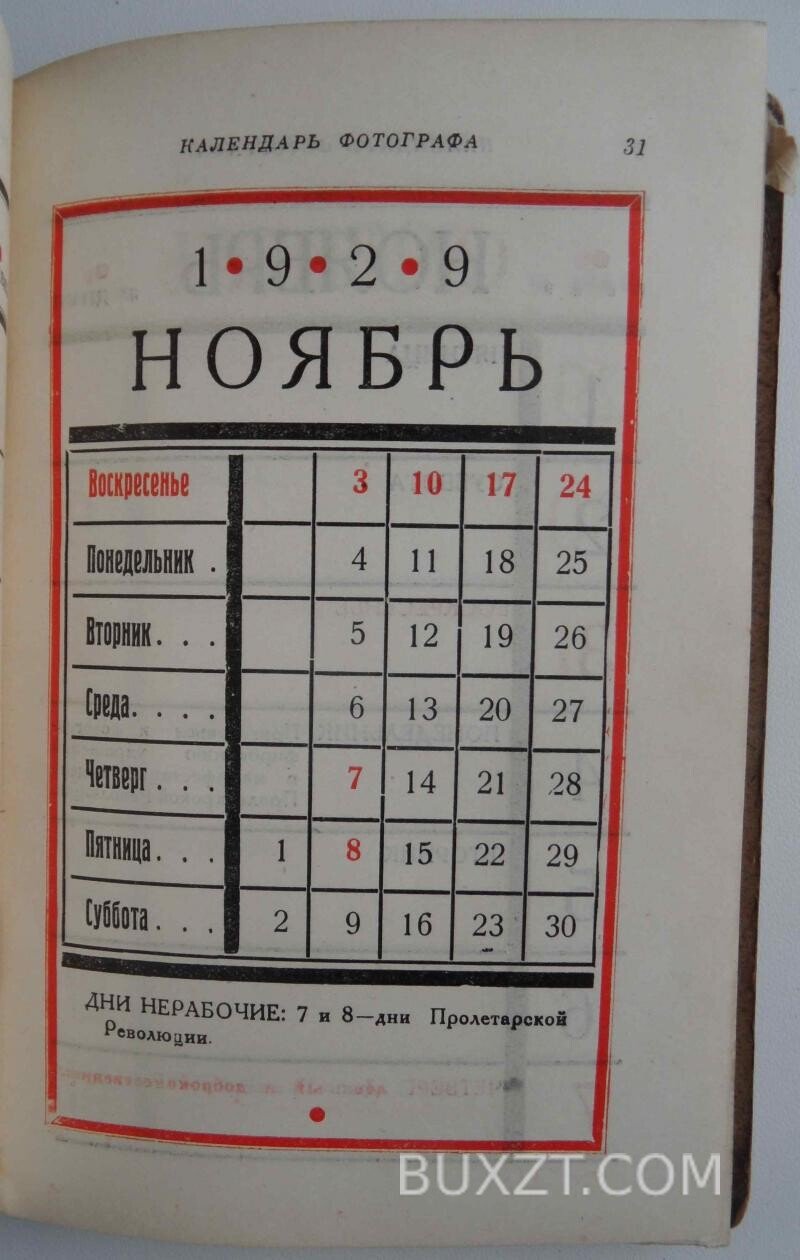 КАЛЕНДАРЬ ФОТОГРАФА 31
1•9•2•9
НОЯБРЬ
Воскресенье 3 10 17 24
Понедельник . 4 11 18 25
Вторник. . . 5 12 19 26
Среда. . . . 6 13 20 27
Четверг . . . 7 14 21 28
Пятница. . . 1 8 15 22 29
Суббота . . . 2 9 16 23 30
ДНИ НЕРАБОЧИЕ: 7 и 8—дни Пролетарской
Революции.
BUXZT.COM